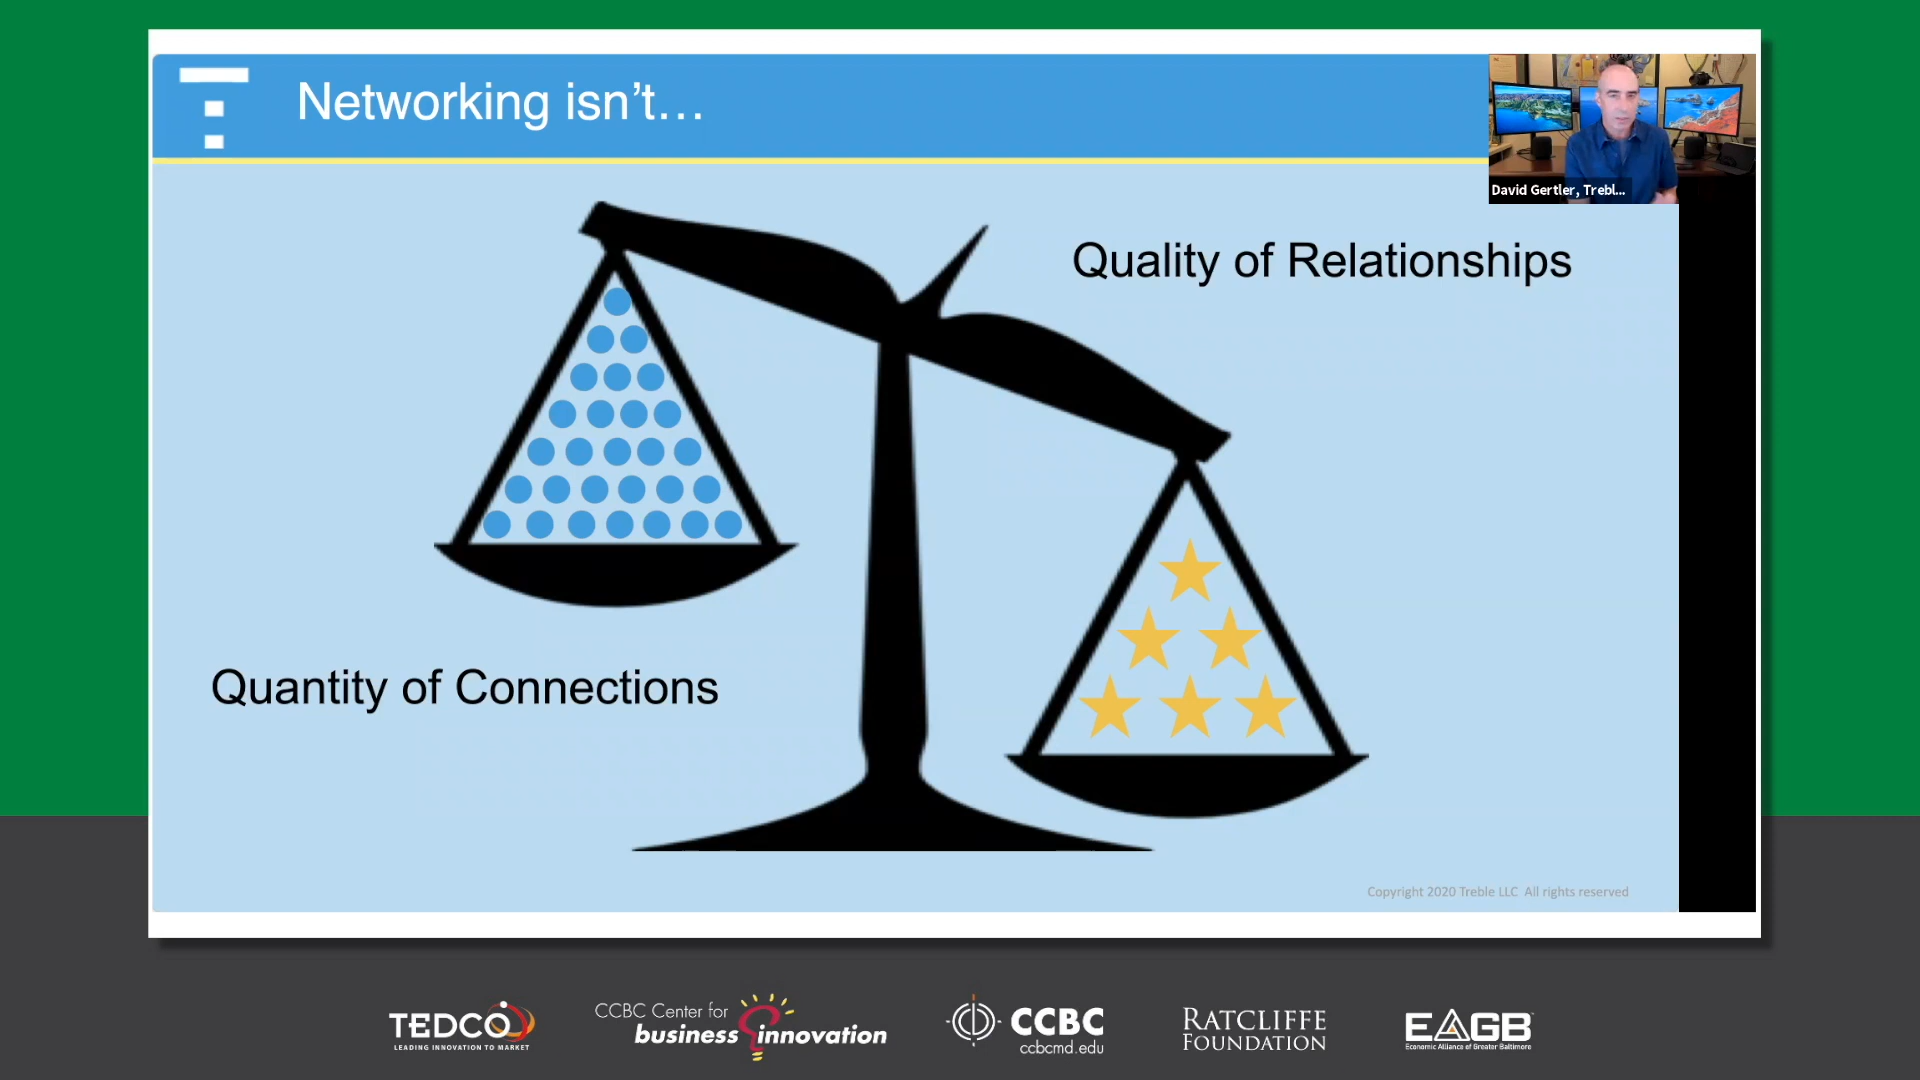 Networking isn't...
David Gertler, Trebl...
Quality of Relationships
Quantity of Connections
Copyright 2020 Treble LLC All rights reserved
TEDCO
LEADING INNOVATION TO MARKET
CCBC Center for
business innovation
CCBC
ccbcmd.edu
RATCLIFFE
FOUNDATION
EAGB
Economic Alliance of Greater Baltimore